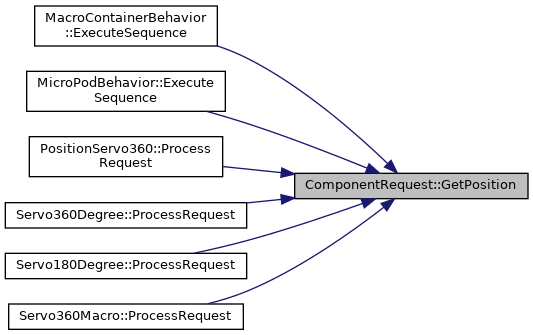 MacroContainerBehavior
::ExecuteSequence
MicroPodBehavior::Execute
Sequence
PositionServo360::Process
Request
ComponentRequest::GetPosition
Servo360Degree::ProcessRequest
Servo180Degree::ProcessRequest
Servo360Macro::ProcessRequest